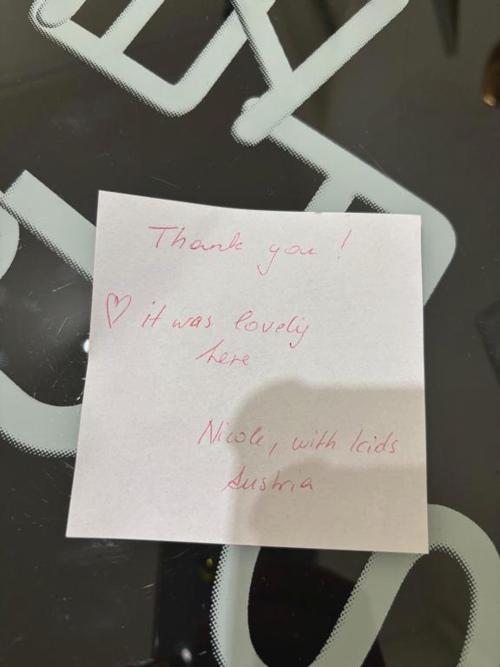 Thank you!
♡ it was lovely
here
Nicole, with kids
Austria